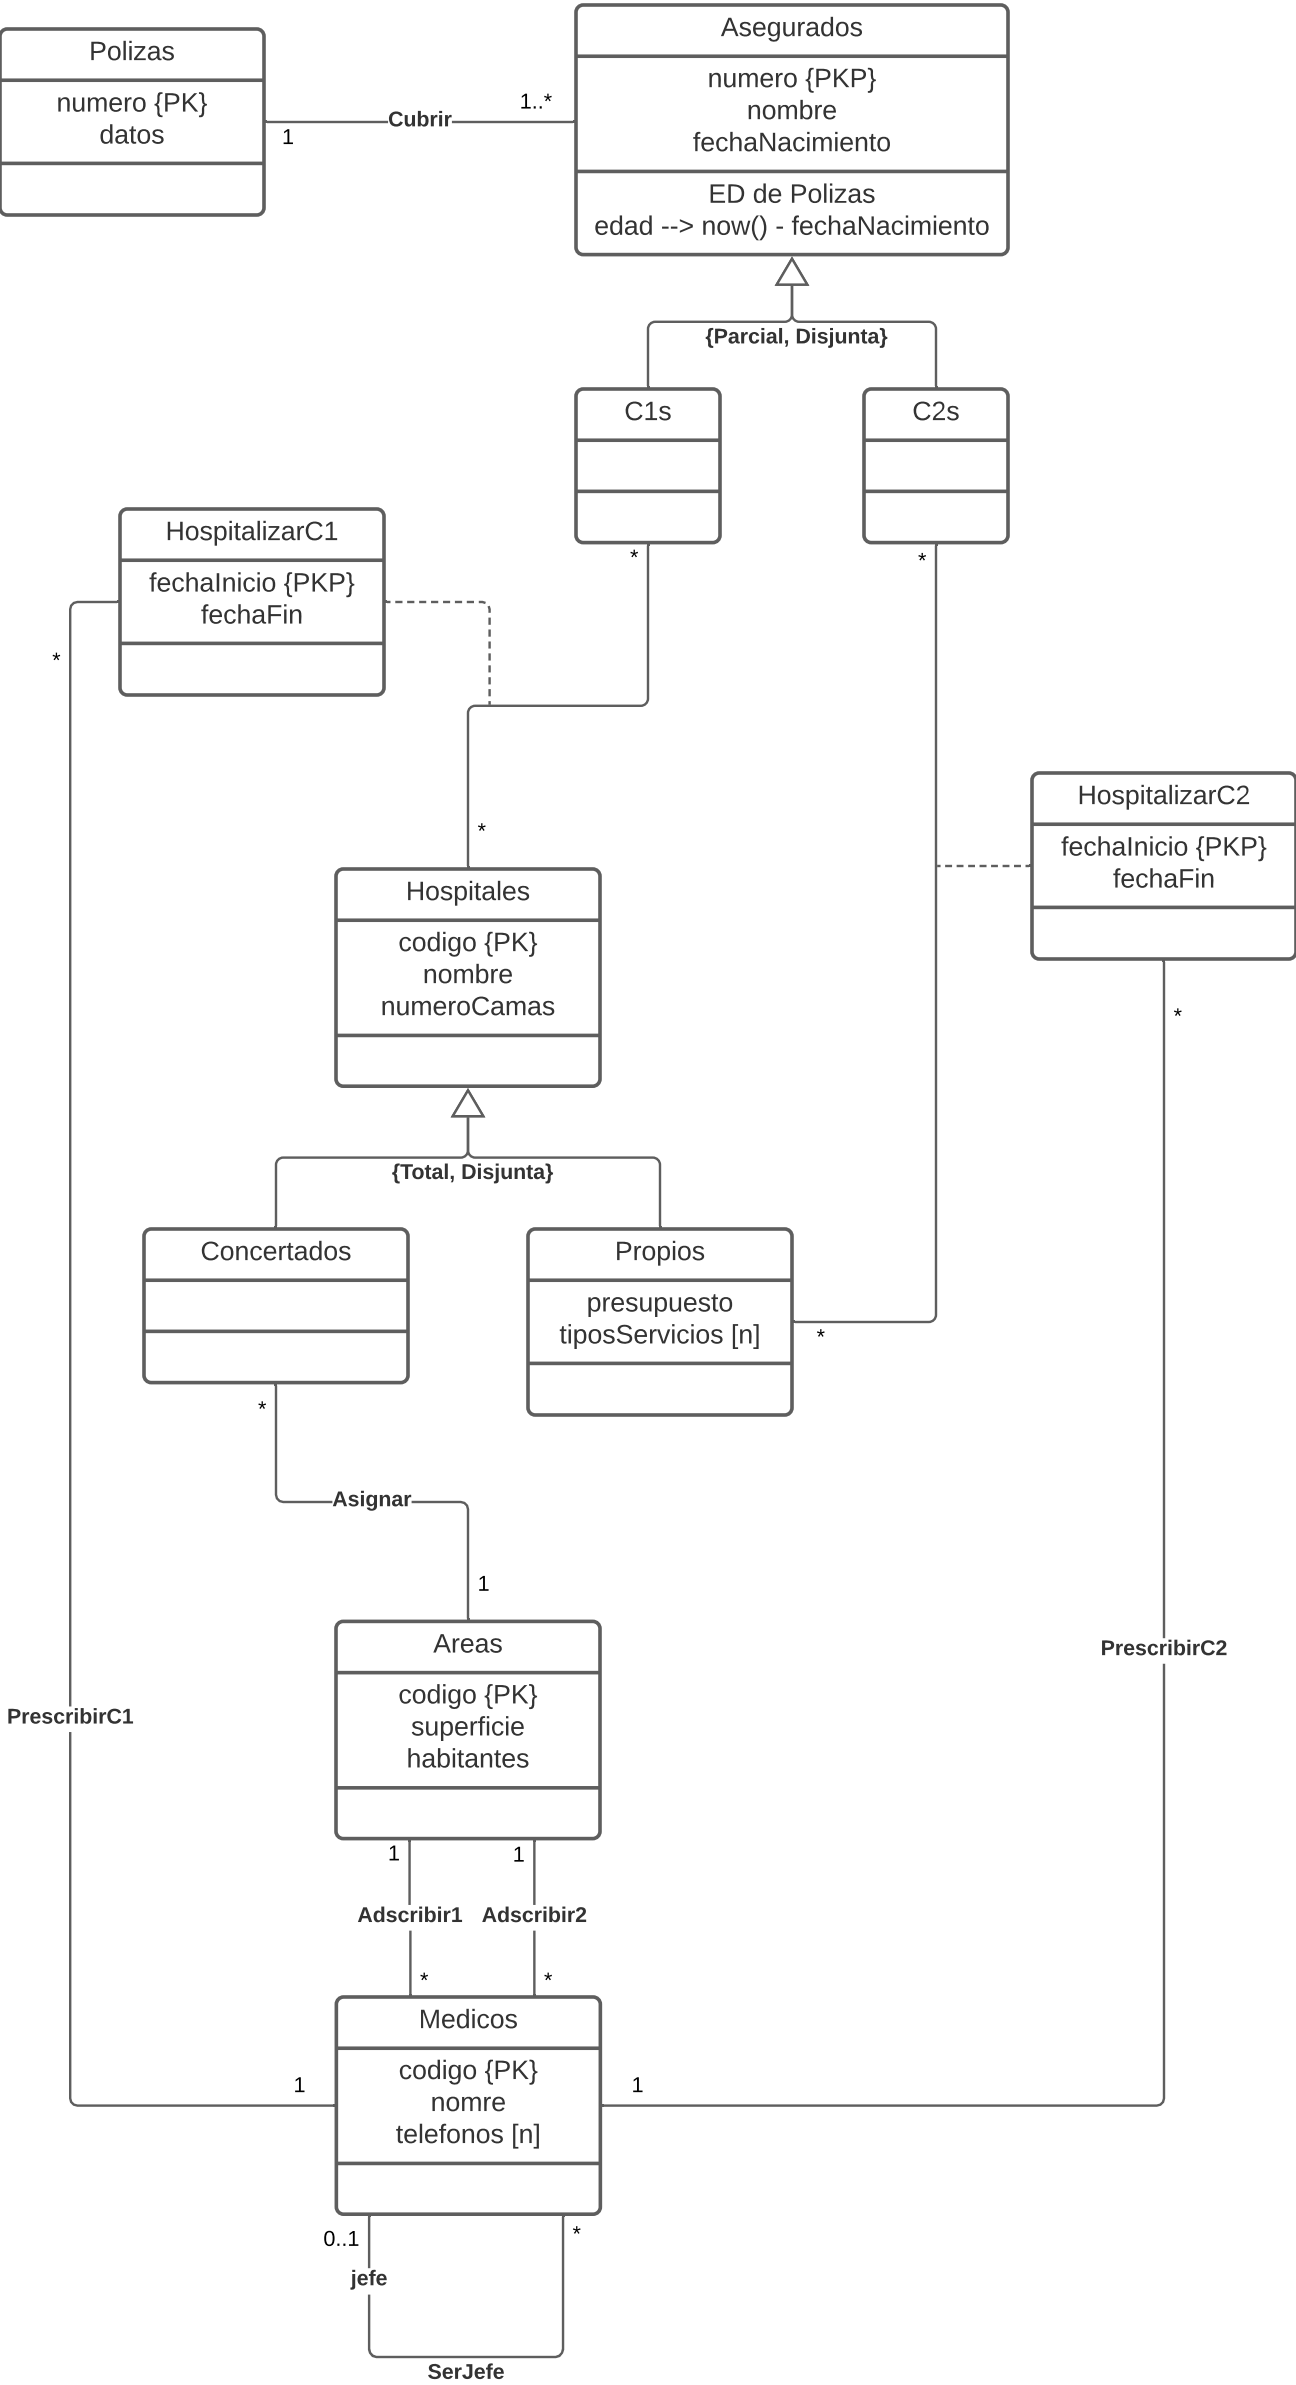 Polizas
numero {PK}
datos
1
Cubrir
1..*
Asegurados
numero {PKP}
nombre
fechaNacimiento
ED de Polizas
edad --> now() - fechaNacimiento
{Parcial, Disjunta}
C1s
*
C2s
*
HospitalizarC1
fechaInicio {PKP}
fechaFin
*
*
HospitalizarC2
fechaInicio {PKP}
fechaFin
*
Hospitales
codigo {PK}
nombre
numeroCamas
{Total, Disjunta}
Concertados
*
Propios
presupuesto
tiposServicios [n]
*
Asignar
1
Areas
codigo {PK}
superficie
habitantes
PrescribirC1
PrescribirC2
1
1
Adscribir1
Adscribir2
*
*
Medicos
codigo {PK}
nomre
telefonos [n]
1
1
0..1
*
jefe
SerJefe